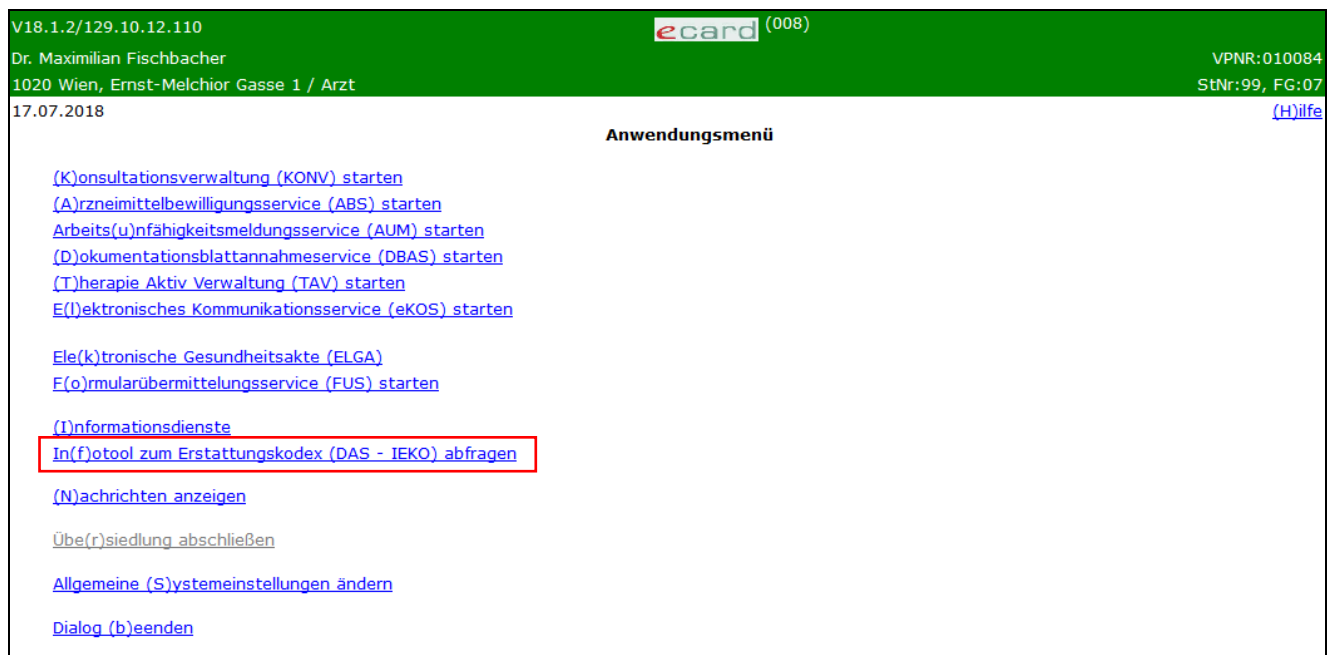 V18.1.2/129.10.12.110 ecard (008)
Dr. Maximilian Fischbacher VPNR:010084
1020 Wien, Ernst-Melchior Gasse 1 / Arzt StNr:99, FG:07
17.07.2018 (H)ilfe
Anwendungsmenü
(K)onsultationsverwaltung (KONV) starten
(A)rzneimittelbewilligungsservice (ABS) starten
Arbeits(u)nfähigkeitsmeldungsservice (AUM) starten
(D)okumentationsblattannahmeservice (DBAS) starten
(T)herapie Aktiv Verwaltung (TAV) starten
E(l)ektronisches Kommunikationsservice (eKOS) starten
Ele(k)tronische Gesundheitsakte (ELGA)
F(o)rmularübermittelungsservice (FUS) starten
(I)nformationsdienste
In(f)otool zum Erstattungskodex (DAS - IEKO) abfragen
(N)achrichten anzeigen
Übe(r)siedlung abschließen
Allgemeine (S)ystemeinstellungen ändern
Dialog (b)eenden